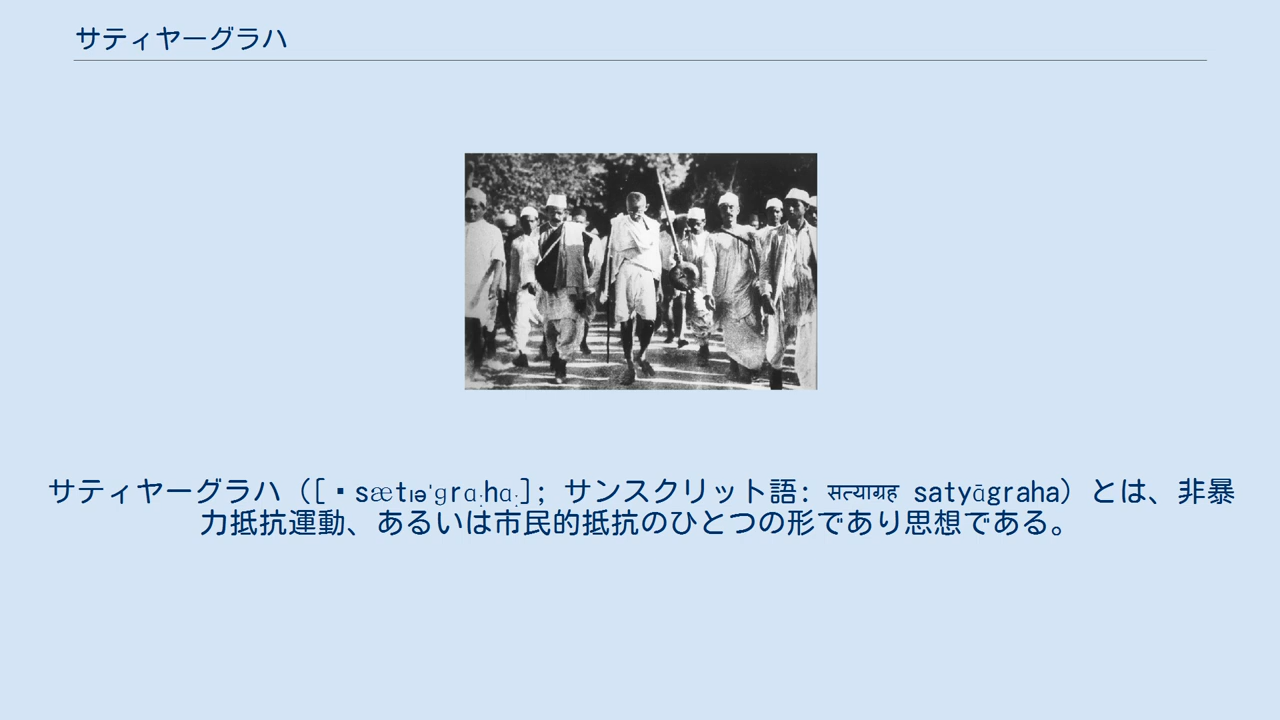 サティヤーグラハ
サティヤーグラハ（[ˈsætɪəˈɡrɑːhɑː]; サンスクリット語: सत्याग्रह satyāgraha）とは、非暴
力抵抗運動、あるいは市民的抵抗のひとつの形であり思想である。